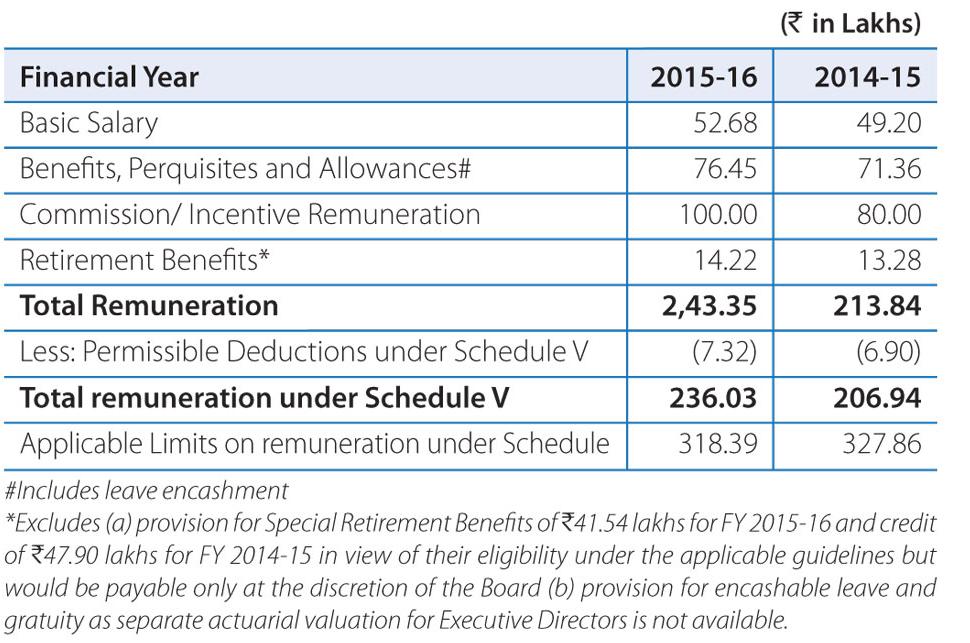 (₹ in Lakhs)
Financial Year 2015-16 2014-15
Basic Salary 52.68 49.20
Benefits, Perquisites and Allowances# 76.45 71.36
Commission/ Incentive Remuneration 100.00 80.00
Retirement Benefits* 14.22 13.28
Total Remuneration 2,43.35 213.84
Less: Permissible Deductions under Schedule V (7.32) (6.90)
Total remuneration under Schedule V 236.03 206.94
Applicable Limits on remuneration under Schedule 318.39 327.86
#Includes leave encashment
*Excludes (a) provision for Special Retirement Benefits of ₹41.54 lakhs for FY 2015-16 and credit
of ₹47.90 lakhs for FY 2014-15 in view of their eligibility under the applicable guidelines but
would be payable only at the discretion of the Board (b) provision for encashable leave and
gratuity as separate actuarial valuation for Executive Directors is not available.